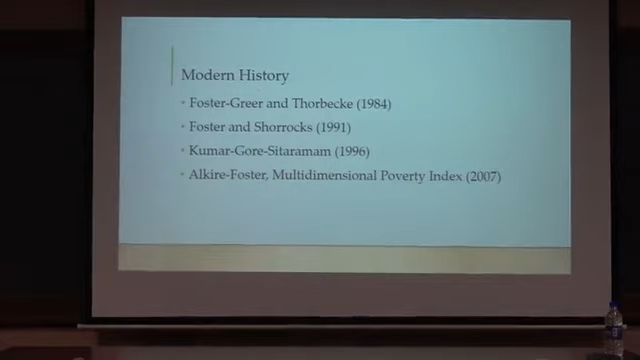 Modern History
• Foster-Greer and Thorbecke (1984)
• Foster and Shorrocks (1991)
• Kumar-Gore-Sitaramam (1996)
• Alkire-Foster, Multidimensional Poverty Index (2007)